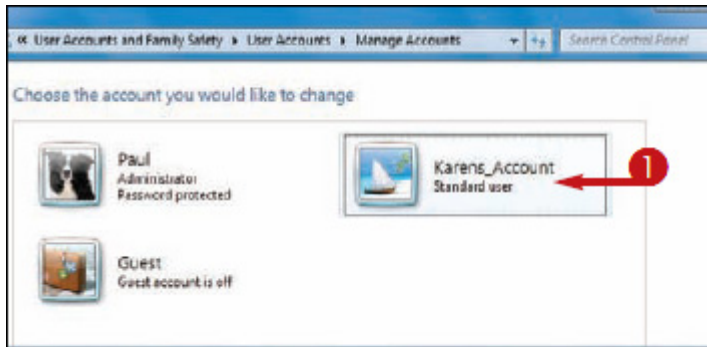 « User Accounts and Family Safety ▸ User Accounts ▸ Manage Accounts Search Control Panel
Choose the account you would like to change
Paul
Administrator
Password protected
Karens_Account
Standard user
1
Guest
Guest account is off